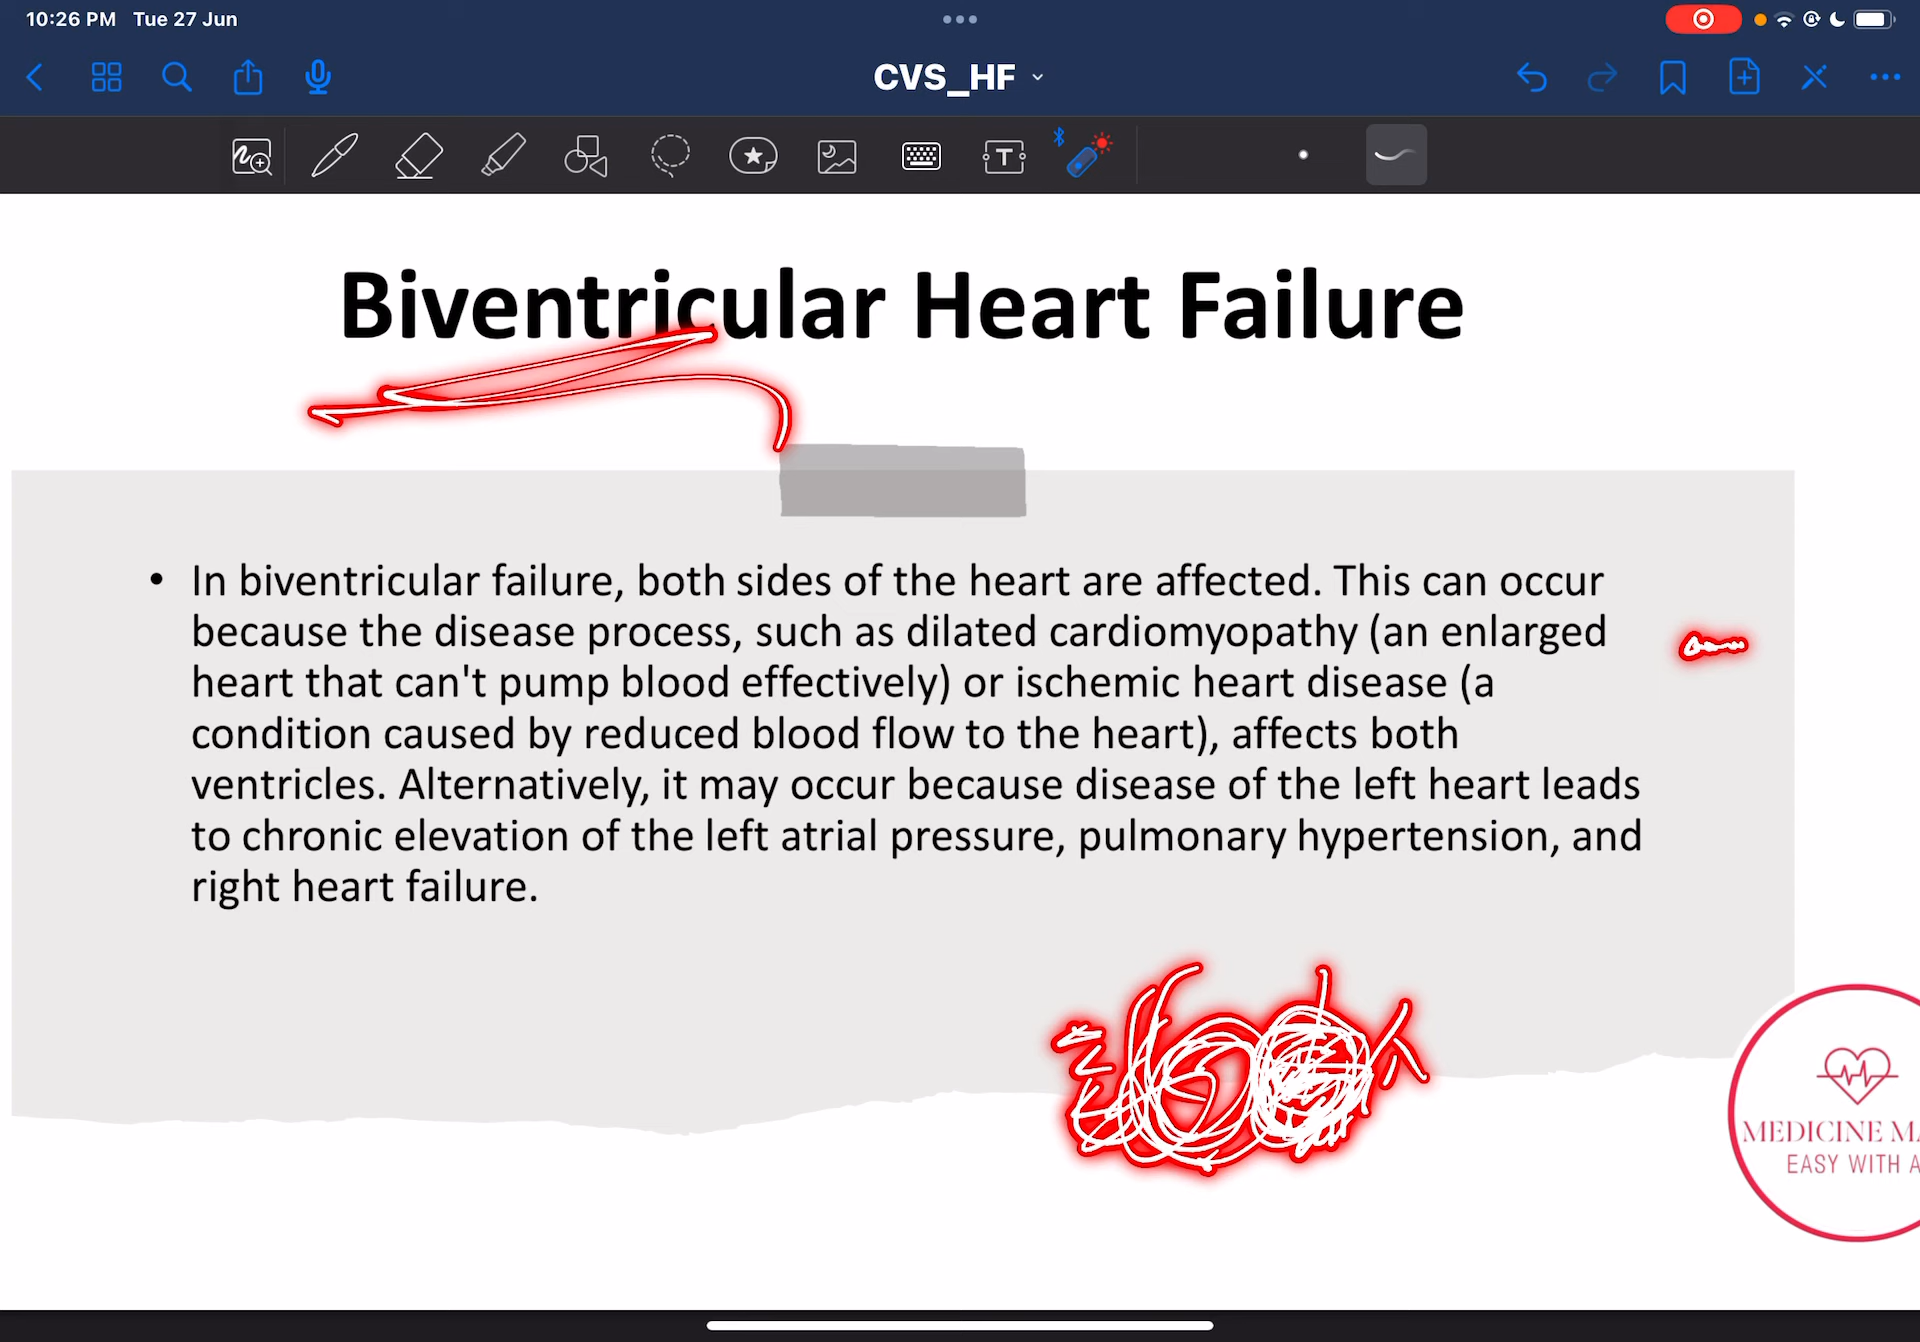 10:26 PM Tue 27 Jun
CVS_HF
T
Biventricular Heart Failure
• In biventricular failure, both sides of the heart are affected. This can occur
because the disease process, such as dilated cardiomyopathy (an enlarged
heart that can't pump blood effectively) or ischemic heart disease (a
condition caused by reduced blood flow to the heart), affects both
ventricles. Alternatively, it may occur because disease of the left heart leads
to chronic elevation of the left atrial pressure, pulmonary hypertension, and
right heart failure.
MEDICINE MA
EASY WITH A